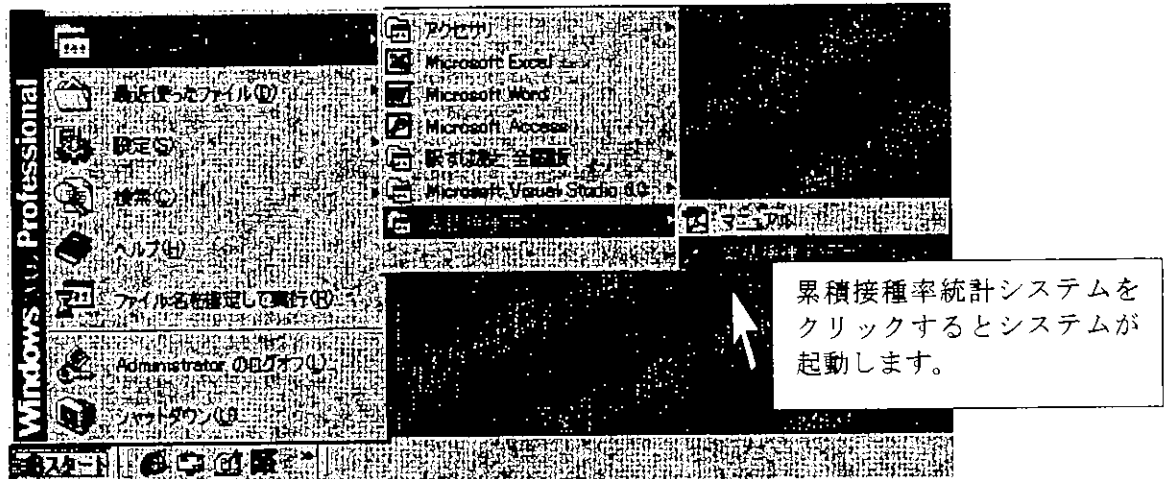 Windows Professional
最近使ったファイル(D)
設定(S)
検索(C)
ヘルプ(H)
ファイル名を指定して実行(R)
Administrator のログオフ(L)
シャットダウン(U)
スタート
アクセサリ
Microsoft Excel
Microsoft Word
Microsoft Access
Microsoft Visual Studio 6.0
マニュアル
累積接種率統計システムを
クリックするとシステムが
起動します。